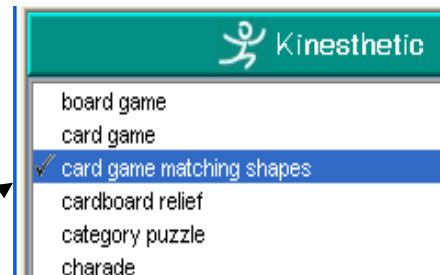 Kinesthetic
board game
card game
card game matching shapes
cardboard relief
category puzzle
charade